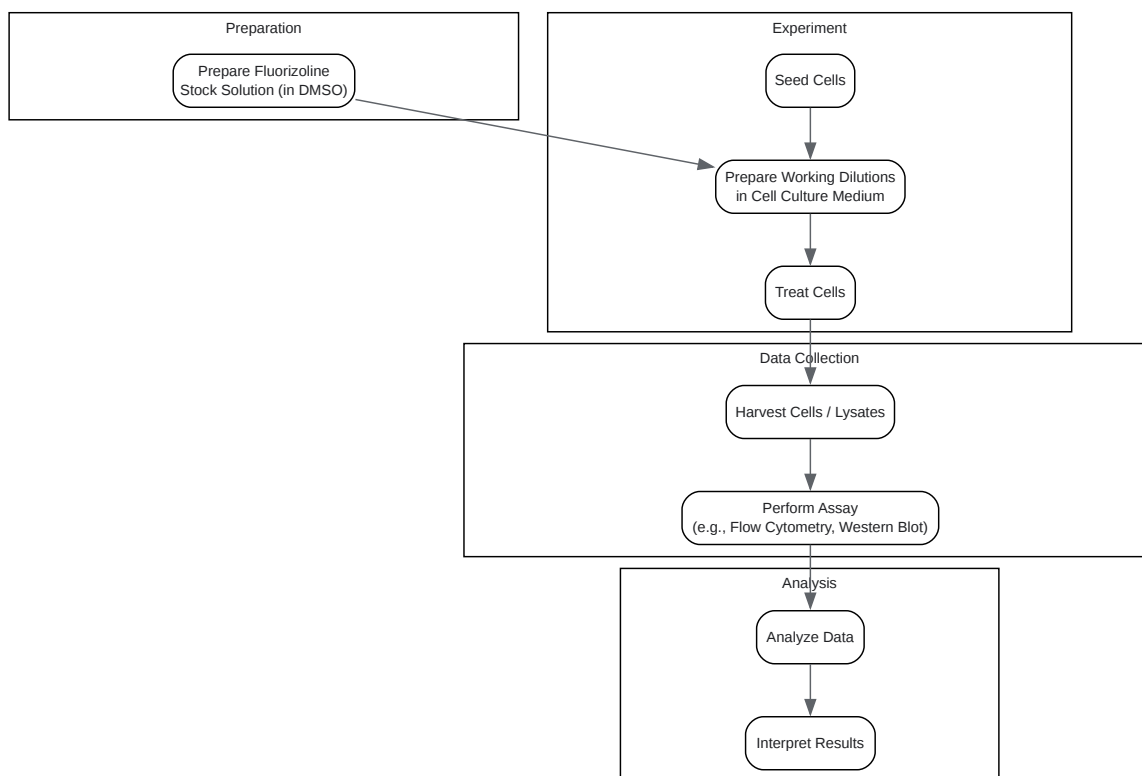 Preparation
Prepare Fluorizoline
Stock Solution (in DMSO)
Experiment
Seed Cells
Prepare Working Dilutions
in Cell Culture Medium
Treat Cells
Data Collection
Harvest Cells / Lysates
Perform Assay
(e.g., Flow Cytometry, Western Blot)
Analysis
Analyze Data
Interpret Results